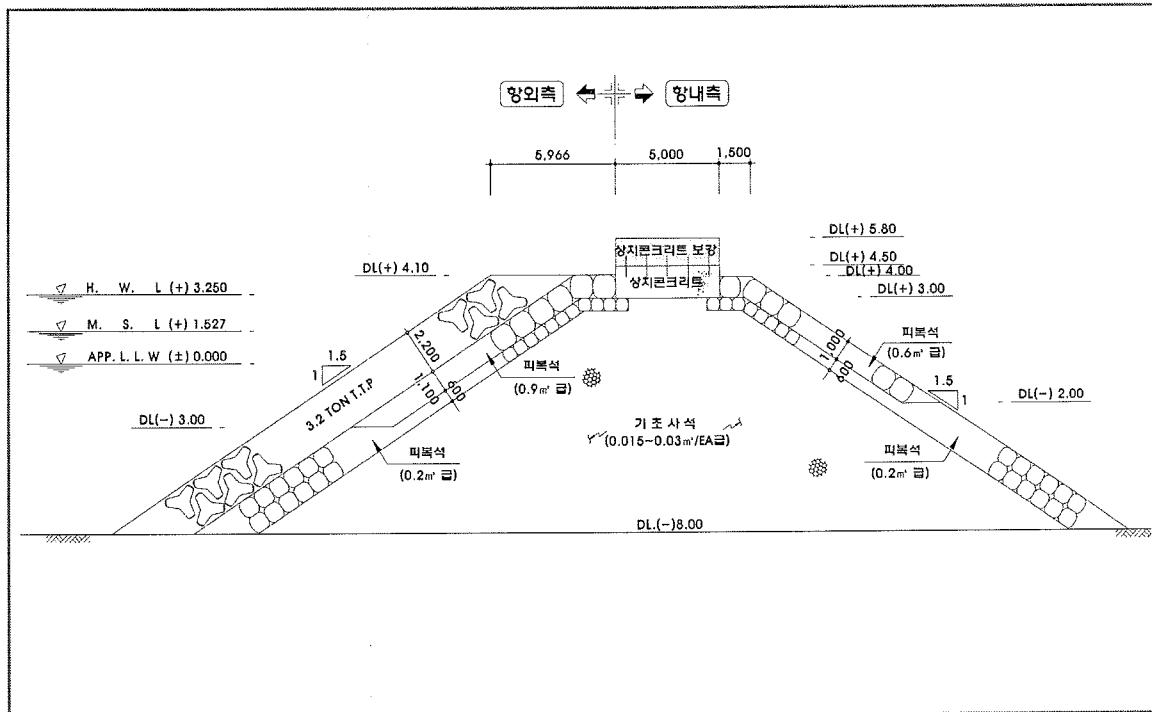 항외측
항내측
5,966
5,000
1,500
상치콘크리트 보강
상치콘크리트
DL(+) 5.80
DL(+) 4.50
DL(+) 4.00
DL(+) 3.00
DL(+) 4.10
H. W. L (+) 3.250
M. S. L (+) 1.527
APP. L. L. W (±) 0.000
1.5
1
2,200
1,100
600
3.2 TON T.T.P
DL(-) 3.00
피복석
(0.9㎥ 급)
피복석
(0.2㎥ 급)
기 초 사 석
(0.015~0.03㎥/EA급)
1,000
600
피복석
(0.6㎥ 급)
1.5
1
DL(-) 2.00
피복석
(0.2㎥ 급)
DL.(-)8.00